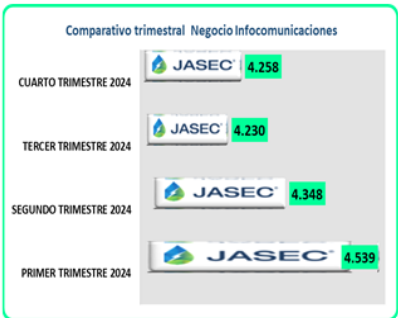 Comparativo trimestral Negocio Infocomunicaciones
JASEC
4.258
CUARTO TRIMESTRE 2024
JASEC
4.230
TERCER TRIMESTRE 2024
JASEC
4.348
SEGUNDO TRIMESTRE 2024
JASEC
4.539
PRIMER TRIMESTRE 2024